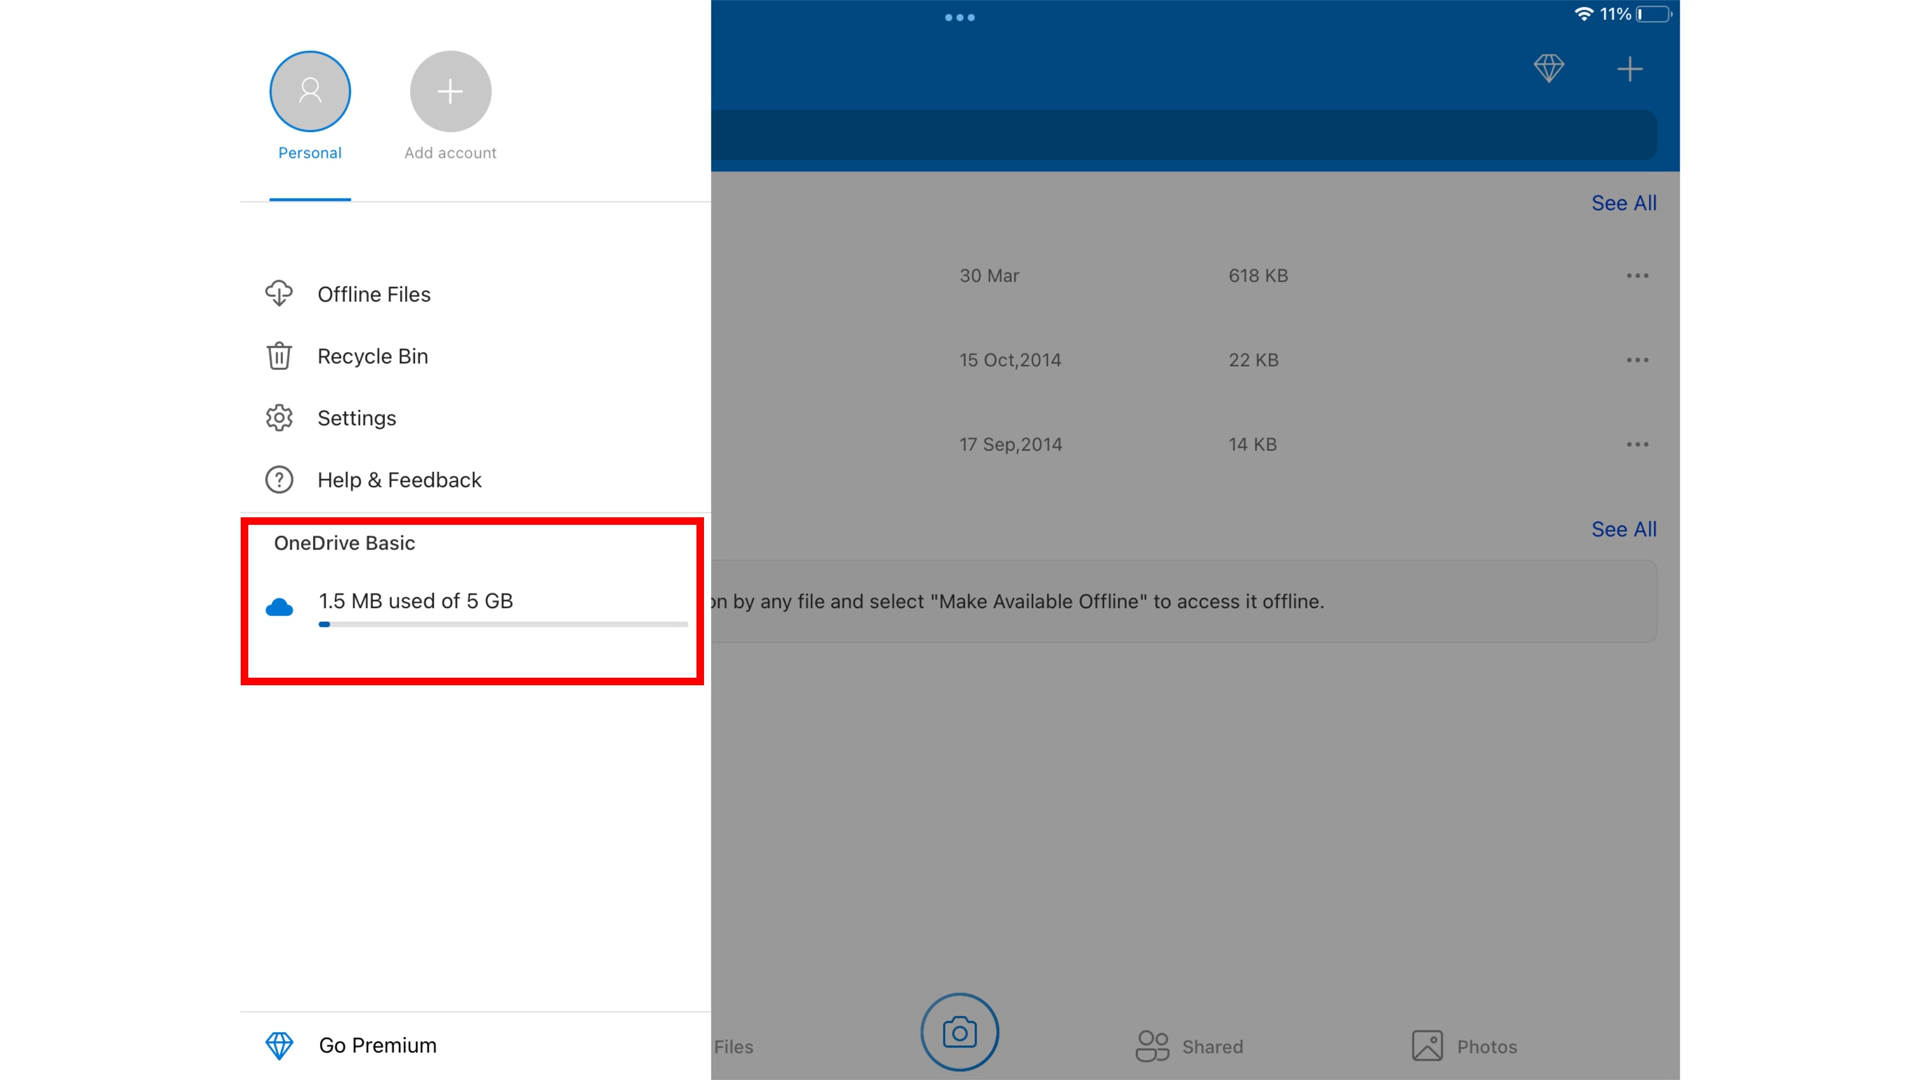 11%
Personal
Add account
See All
Offline Files
30 Mar 618 KB
Recycle Bin
15 Oct,2014 22 KB
Settings
17 Sep,2014 14 KB
Help & Feedback
OneDrive Basic
See All
1.5 MB used of 5 GB
on by any file and select "Make Available Offline" to access it offline.
Go Premium
Files
Shared
Photos